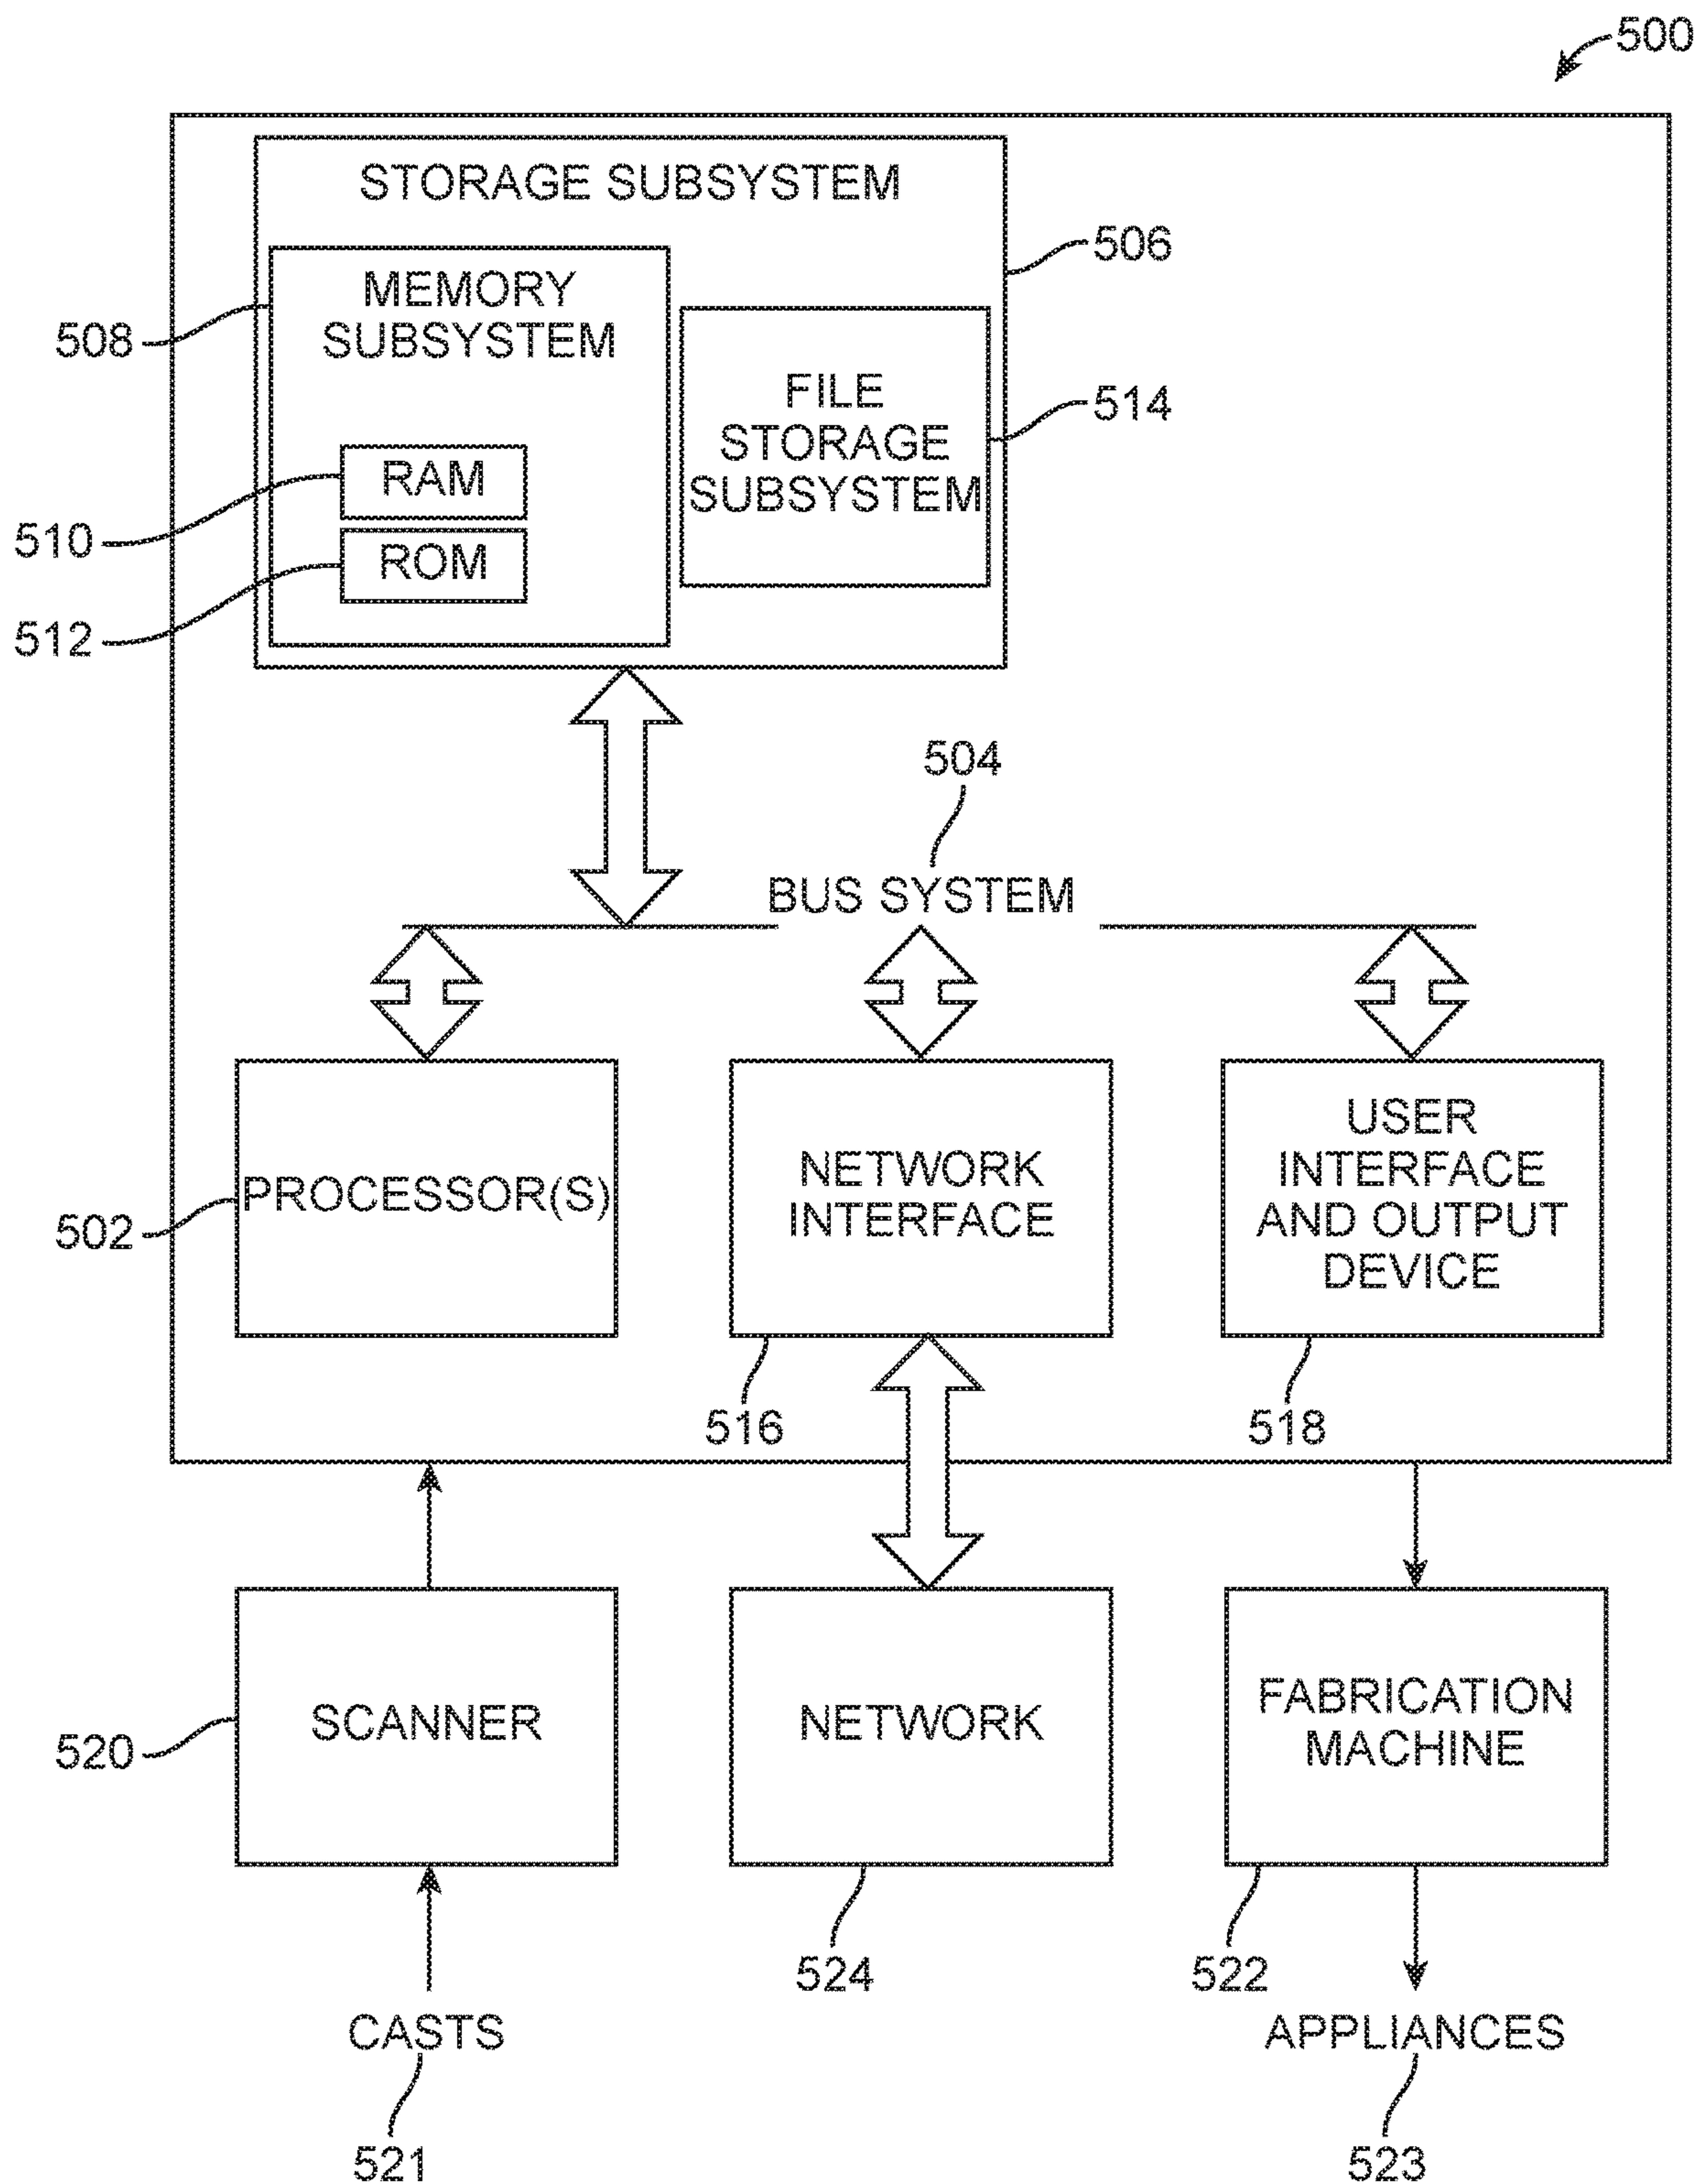 500
STORAGE SUBSYSTEM
506
MEMORY
SUBSYSTEM
508
FILE
STORAGE
SUBSYSTEM
514
RAM
510
ROM
512
504
BUS SYSTEM
PROCESSOR(S)
502
NETWORK
INTERFACE
516
USER
INTERFACE
AND OUTPUT
DEVICE
518
SCANNER
520
NETWORK
524
FABRICATION
MACHINE
522
CASTS
521
APPLIANCES
523